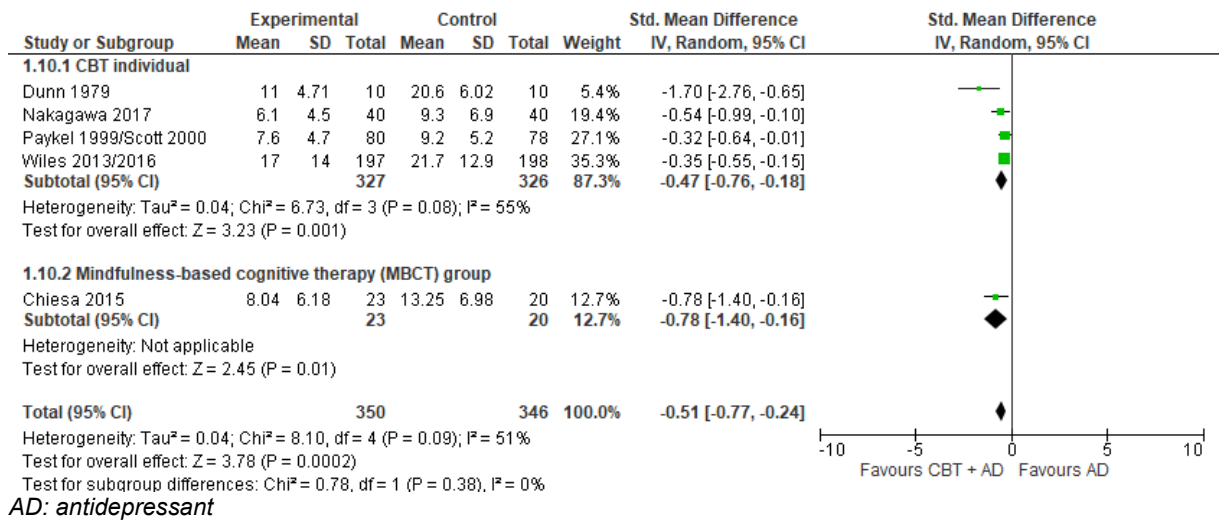 Experimental Control Std. Mean Difference Std. Mean Difference
Study or Subgroup Mean SD Total Mean SD Total Weight IV, Random, 95% CI IV, Random, 95% CI
1.10.1 CBT individual
Dunn 1979 11 4.71 10 20.6 6.02 10 5.4% -1.70 [-2.76, -0.65]
Nakagawa 2017 6.1 4.5 40 9.3 6.9 40 19.4% -0.54 [-0.99, -0.10]
Paykel 1999/Scott 2000 7.6 4.7 80 9.2 5.2 78 27.1% -0.32 [-0.64, -0.01]
Wiles 2013/2016 17 14 197 21.7 12.9 198 35.3% -0.35 [-0.55, -0.15]
Subtotal (95% CI) 327 326 87.3% -0.47 [-0.76, -0.18]
Heterogeneity: Tau² = 0.04; Chi² = 6.73, df = 3 (P = 0.08); I² = 55%
Test for overall effect: Z = 3.23 (P = 0.001)
1.10.2 Mindfulness-based cognitive therapy (MBCT) group
Chiesa 2015 8.04 6.18 23 13.25 6.98 20 12.7% -0.78 [-1.40, -0.16]
Subtotal (95% CI) 23 20 12.7% -0.78 [-1.40, -0.16]
Heterogeneity: Not applicable
Test for overall effect: Z = 2.45 (P = 0.01)
Total (95% CI) 350 346 100.0% -0.51 [-0.77, -0.24]
Heterogeneity: Tau² = 0.04; Chi² = 8.10, df = 4 (P = 0.09); I² = 51%
Test for overall effect: Z = 3.78 (P = 0.0002)
Test for subgroup differences: Chi² = 0.78, df = 1 (P = 0.38), I² = 0%
-10 -5 0 5 10
Favours CBT + AD Favours AD
AD: antidepressant